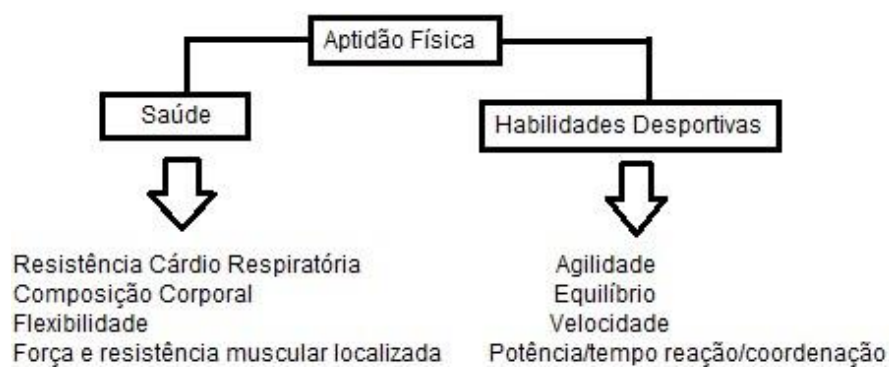 Aptidão Física
Saúde
Habilidades Desportivas
Resistência Cárdio Respiratória
Composição Corporal
Flexibilidade
Força e resistência muscular localizada
Agilidade
Equilíbrio
Velocidade
Potência/tempo reação/coordenação